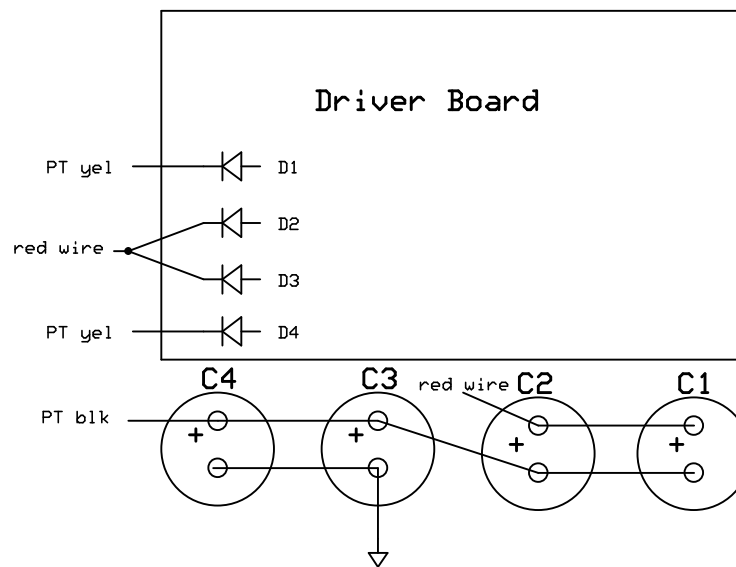 Driver Board
PT yel
D1
D2
red wire
D3
PT yel
D4
C4
C3
red wire
C2
C1
PT blk
+
+
+
+